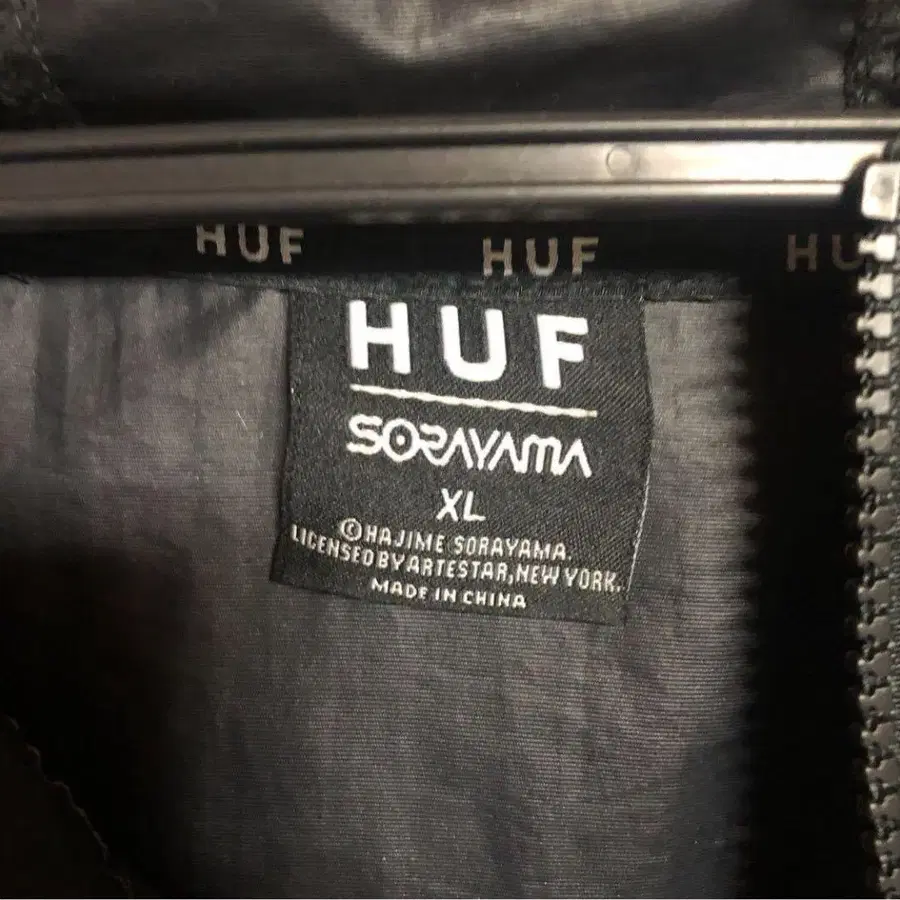 HUF HUF HU
HUF
SORAYAMA
XL
©HAJIME SORAYAMA
LICENSED BY ARTESTAR, NEW YORK.
MADE IN CHINA